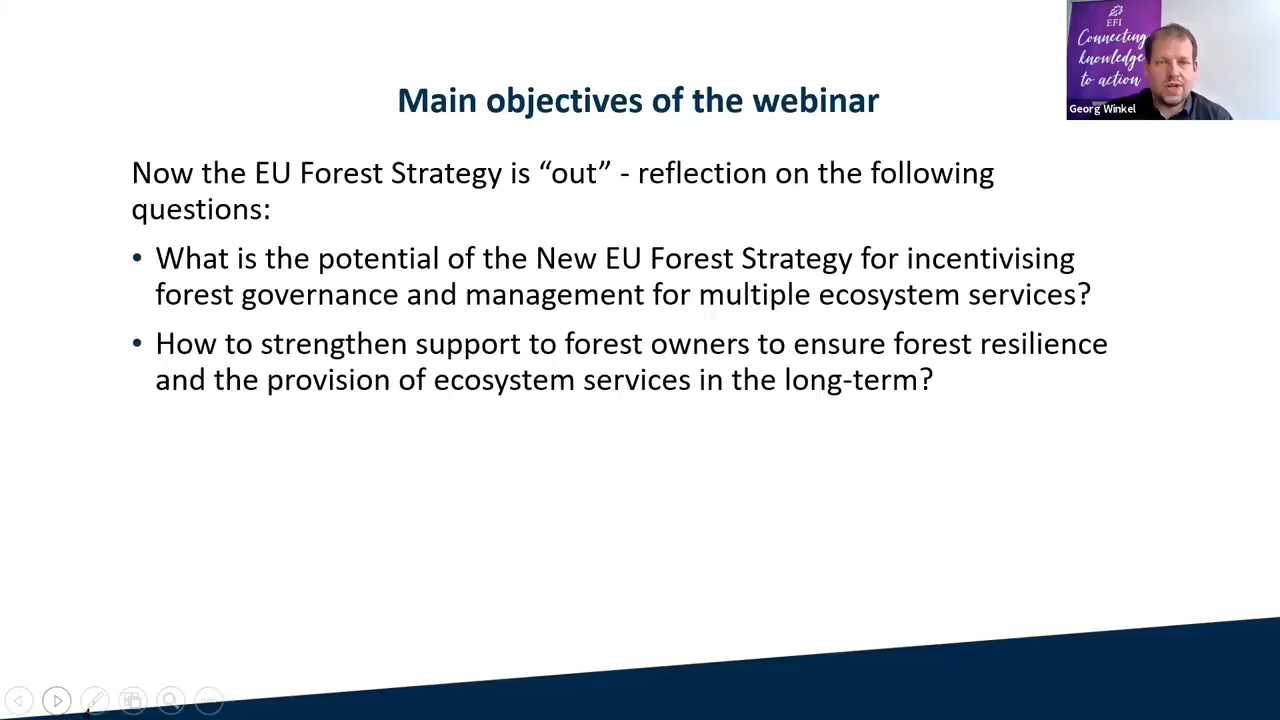 EFI
Connecting
knowledge
to action
Georg Winkel
Main objectives of the webinar
Now the EU Forest Strategy is “out” - reflection on the following
questions:
• What is the potential of the New EU Forest Strategy for incentivising
forest governance and management for multiple ecosystem services?
• How to strengthen support to forest owners to ensure forest resilience
and the provision of ecosystem services in the long-term?